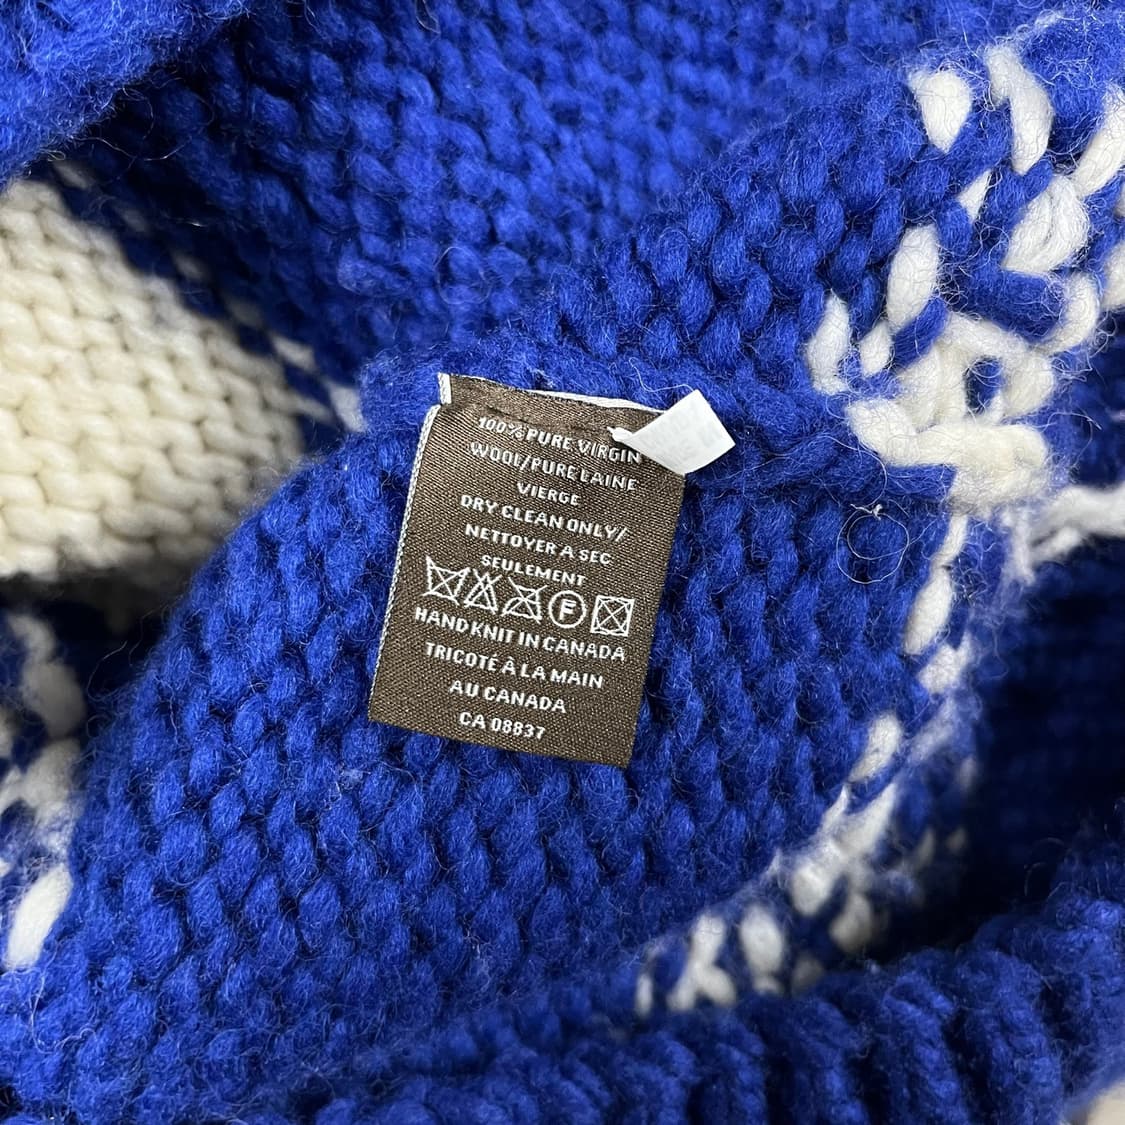 100% PURE VIRGIN
WOOL/PURE LAINE
VIERGE
DRY CLEAN ONLY/
NETTOYER A SEC
SEULEMENT
F
HAND KNIT IN CANADA
TRICOTÉ À LA MAIN
AU CANADA
CA 08837